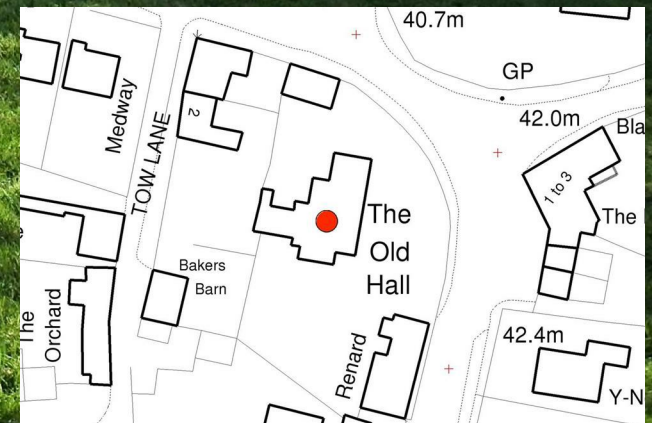 40.7m
GP
42.0m
Bla
Medway
TOW LANE
2
1 to 3
The
The
Old
Hall
Bakers
Barn
The
Orchard
Renard
42.4m
Y-N